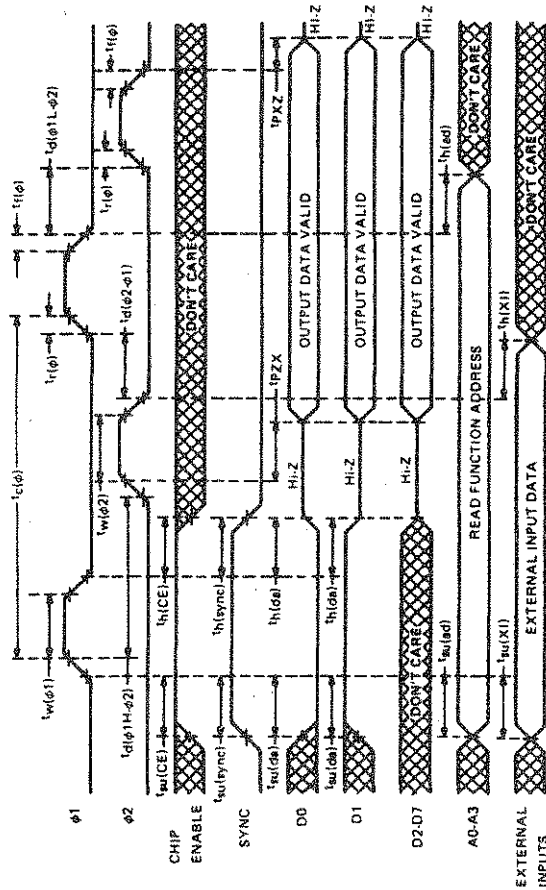 tc(φ)
tw(φ1)
tr(φ)
tf(φ)
φ1
td(φ1H-φ2)
tw(φ2)
td(φ2-φ1)
tr(φ)
td(φ1L-φ2)
tf(φ)
φ2
tsu(CE)
th(CE)
CHIP
ENABLE
DON'T CARE
tsu(sync)
th(sync)
SYNC
tPZX
tPXZ
tsu(da)
th(da)
D0
Hi-Z
OUTPUT DATA VALID
Hi-Z
tsu(da)
th(da)
D1
Hi-Z
OUTPUT DATA VALID
Hi-Z
D2-D7
DON'T CARE
Hi-Z
OUTPUT DATA VALID
Hi-Z
tsu(ad)
th(ad)
A0-A3
READ FUNCTION ADDRESS
DON'T CARE
tsu(XI)
th(XI)
EXTERNAL
INPUTS
EXTERNAL INPUT DATA
DON'T CARE